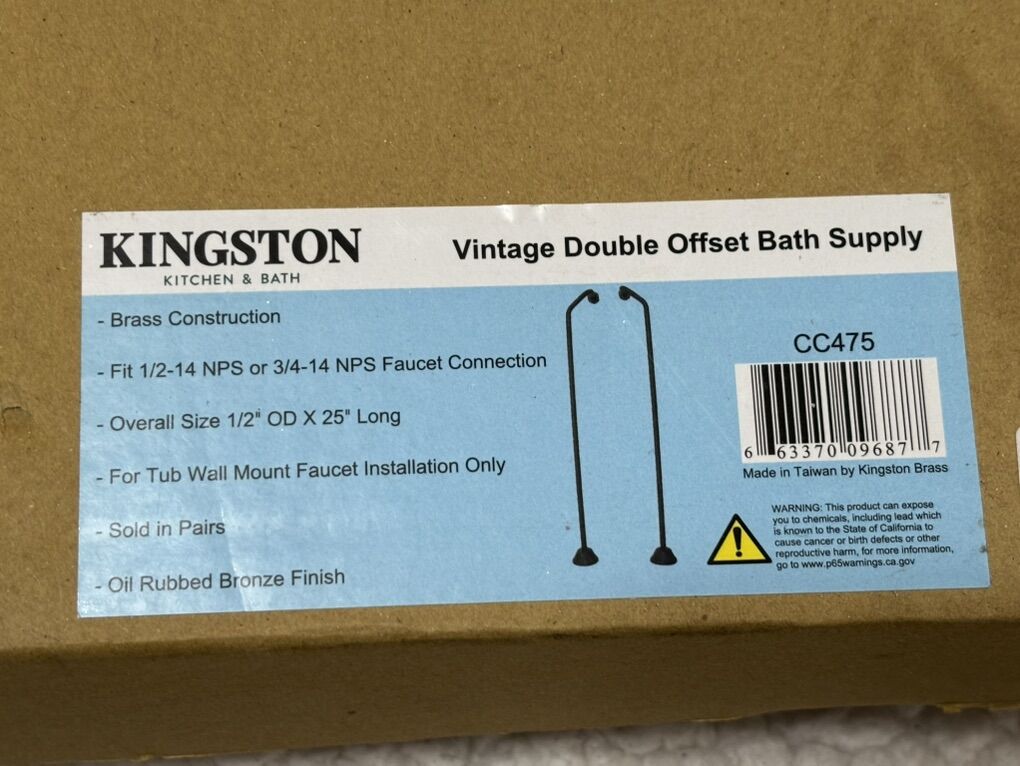 KINGSTON
KITCHEN & BATH
Vintage Double Offset Bath Supply
- Brass Construction
- Fit 1/2-14 NPS or 3/4-14 NPS Faucet Connection
- Overall Size 1/2" OD X 25" Long
- For Tub Wall Mount Faucet Installation Only
- Sold in Pairs
- Oil Rubbed Bronze Finish
CC475
6 63370 09687 7
Made in Taiwan by Kingston Brass
WARNING: This product can expose
you to chemicals, including lead which
is known to the State of California to
cause cancer or birth defects or other
reproductive harm, for more information,
go to www.p65warnings.ca.gov